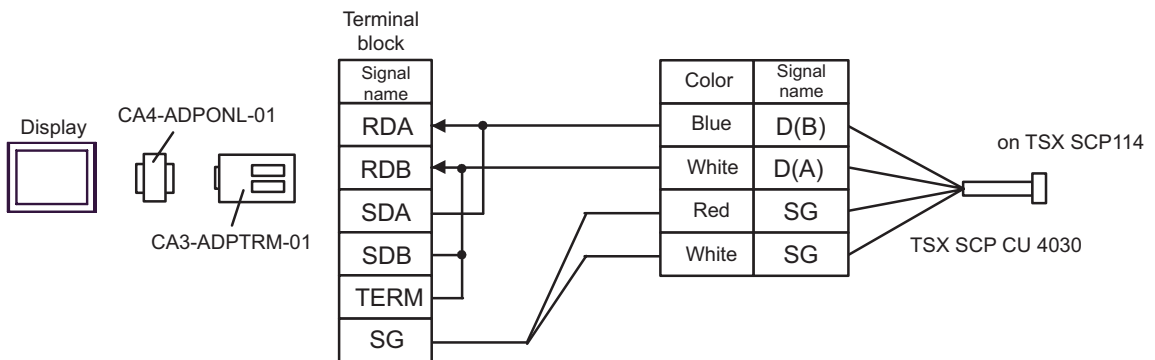 Terminal
block
Signal
name
RDA
RDB
SDA
SDB
TERM
SG
Display
CA4-ADPONL-01
CA3-ADPTRM-01
Color
Signal
name
Blue
D(B)
White
D(A)
Red
SG
White
SG
on TSX SCP114
TSX SCP CU 4030